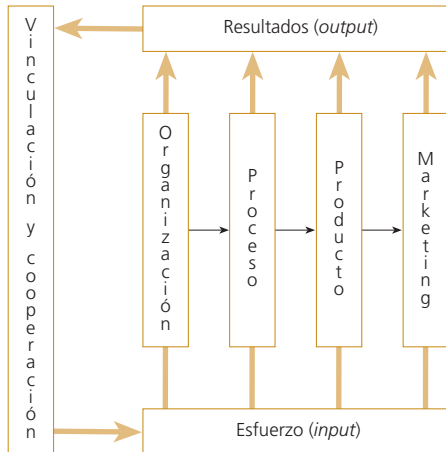 Vinculación y cooperación
Resultados (output)
Organización
Proceso
Producto
Marketing
Esfuerzo (input)